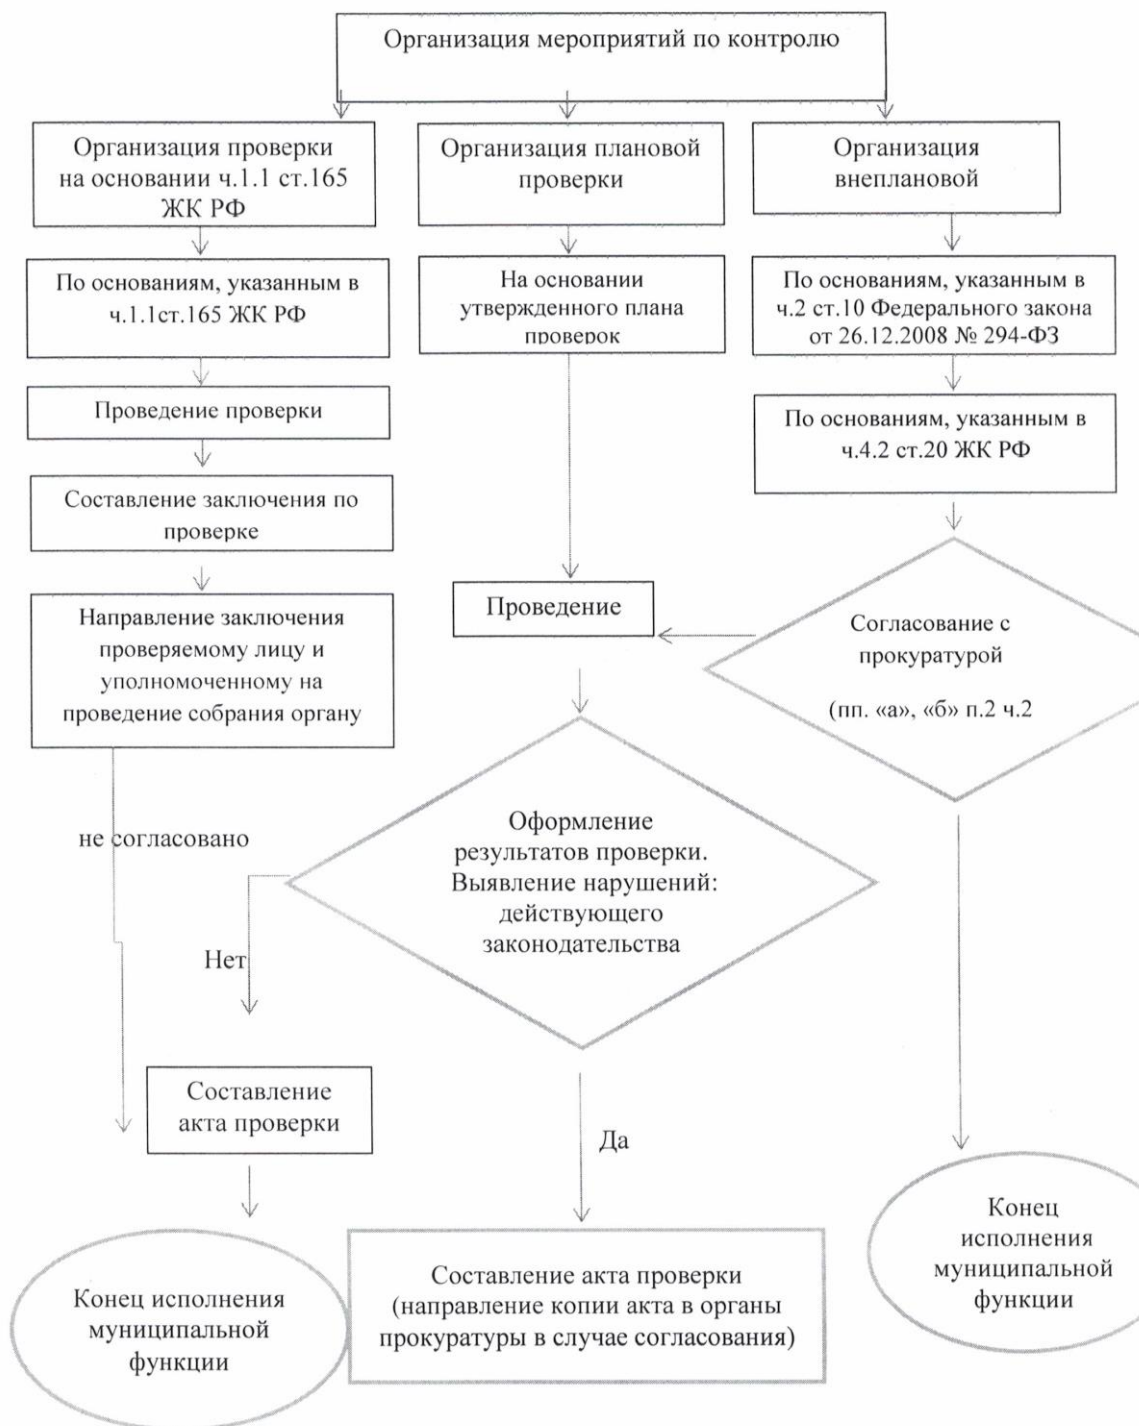 Организация мероприятий по контролю
Организация проверки
на основании ч.1.1 ст.165
ЖК РФ
Организация плановой
проверки
Организация
внеплановой
По основаниям, указанным в
ч.1.1ст.165 ЖК РФ
На основании
утвержденного плана
проверок
По основаниям, указанным в
ч.2 ст.10 Федерального закона
от 26.12.2008 № 294-ФЗ
Проведение проверки
По основаниям, указанным в
ч.4.2 ст.20 ЖК РФ
Составление заключения по
проверке
Направление заключения
проверяемому лицу и
уполномоченному на
проведение собрания органу
Проведение
Согласование с
прокуратурой
(пп. «а», «б» п.2 ч.2
не согласовано
Оформление
результатов проверки.
Выявление нарушений:
действующего
законодательства
Нет
Составление
акта проверки
Да
Конец
исполнения
муниципальной
функции
Конец исполнения
муниципальной
функции
Составление акта проверки
(направление копии акта в органы
прокуратуры в случае согласования)